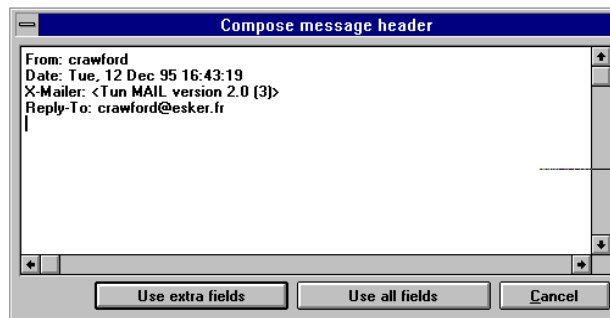 Compose message header
From: crawford
Date: Tue, 12 Dec 95 16:43:19
X-Mailer: <Tun MAIL version 2.0 (3)>
Reply-To: crawford@esker.fr
Use extra fields Use all fields Cancel